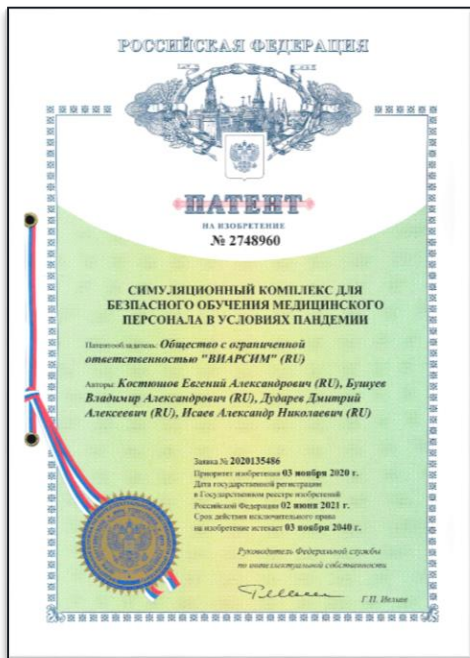 РОССИЙСКАЯ ФЕДЕРАЦИЯ
ПАТЕНТ
НА ИЗОБРЕТЕНИЕ
№ 2748960
СИМУЛЯЦИОННЫЙ КОМПЛЕКС ДЛЯ
БЕЗПАСНОГО ОБУЧЕНИЯ МЕДИЦИНСКОГО
ПЕРСОНАЛА В УСЛОВИЯХ ПАНДЕМИИ
Патентообладатель: Общество с ограниченной
ответственностью "ВИАРСИМ" (RU)
Авторы: Костюшов Евгений Александрович (RU), Бушуев
Владимир Александрович (RU), Дударев Дмитрий
Алексеевич (RU), Исаев Александр Николаевич (RU)
Заявка № 2020135486
Приоритет изобретения 03 ноября 2020 г.
Дата государственной регистрации
в Государственном реестре изобретений
Российской Федерации 02 июня 2021 г.
Срок действия исключительного права
на изобретение истекает 03 ноября 2040 г.
Руководитель Федеральной службы
по интеллектуальной собственности
Г.П. Ивлиев